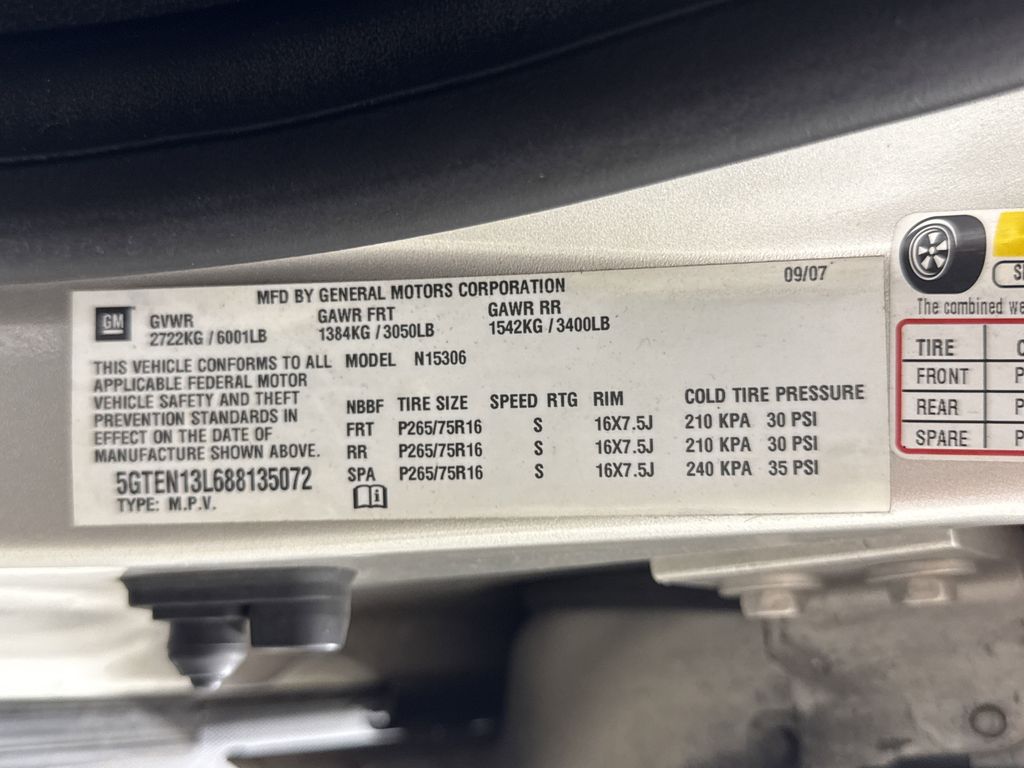 MFD BY GENERAL MOTORS CORPORATION 09/07
GM
GVWR GAWR FRT GAWR RR
2722KG / 6001LB 1384KG / 3050LB 1542KG / 3400LB
THIS VEHICLE CONFORMS TO ALL
APPLICABLE FEDERAL MOTOR
VEHICLE SAFETY AND THEFT
PREVENTION STANDARDS IN
EFFECT ON THE DATE OF
MANUFACTURE SHOWN ABOVE.
5GTEN13L688135072
TYPE: M.P.V.
MODEL N15306
NBBF TIRE SIZE SPEED RTG RIM COLD TIRE PRESSURE
FRT P265/75R16 S 16X7.5J 210 KPA 30 PSI
RR P265/75R16 S 16X7.5J 210 KPA 30 PSI
SPA P265/75R16 S 16X7.5J 240 KPA 35 PSI
The combined
TIRE
FRONT P
REAR P
SPARE P